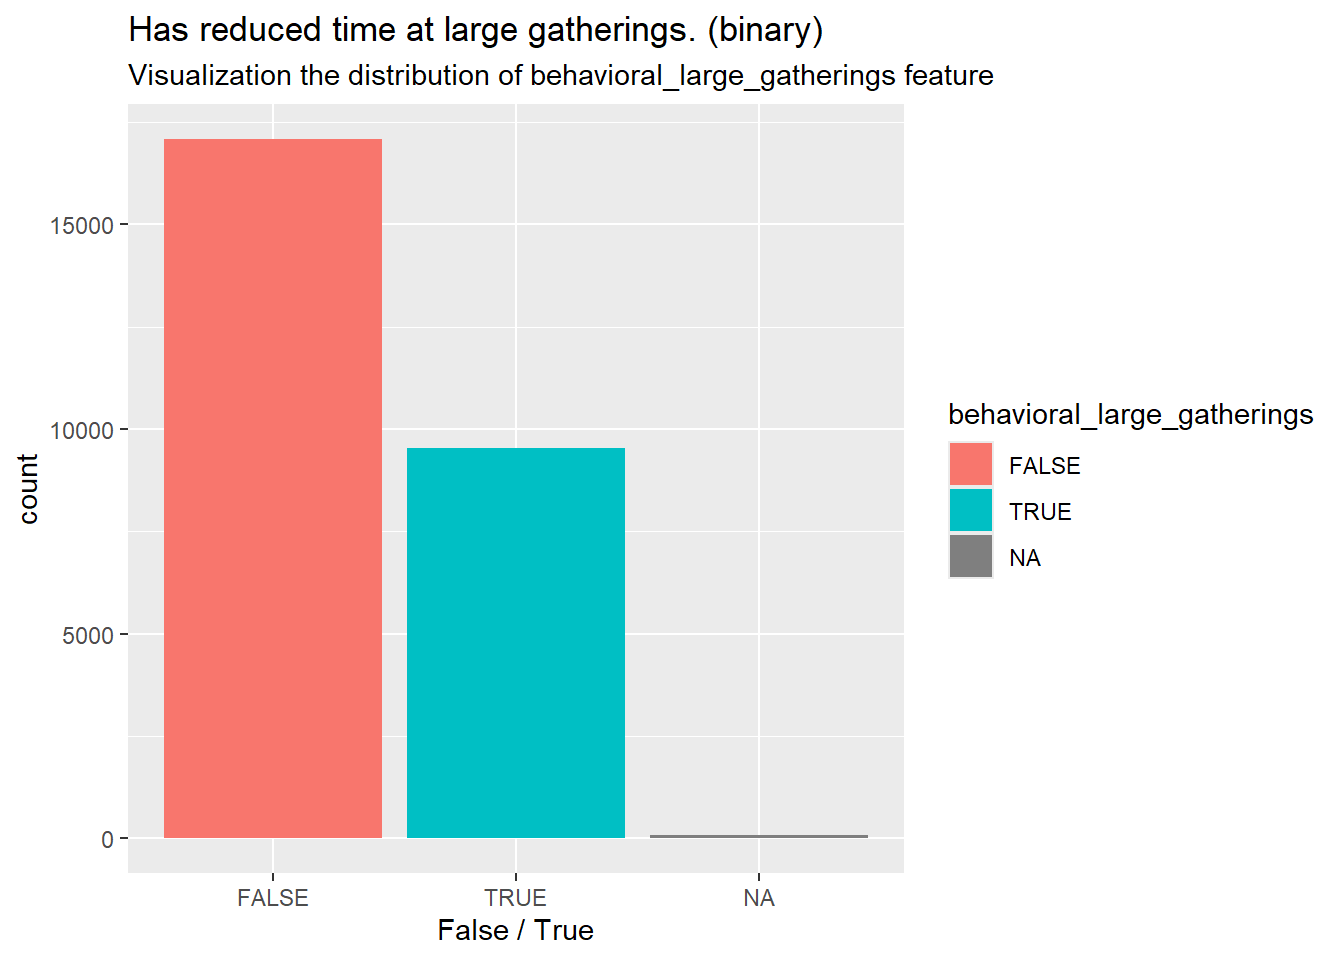 Has reduced time at large gatherings. (binary)
Visualization the distribution of behavioral_large_gatherings feature
15000
10000
5000
0
count
FALSE
TRUE
NA
False / True
behavioral_large_gatherings
FALSE
TRUE
NA